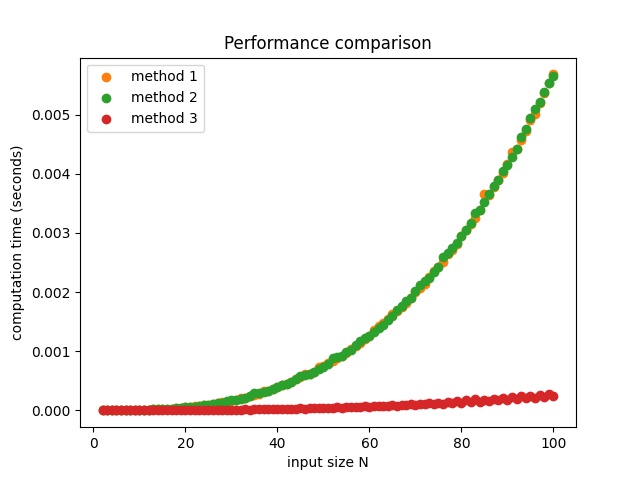 Performance comparison
method 1
method 2
method 3
computation time (seconds)
0.005
0.004
0.003
0.002
0.001
0.000
0 20 40 60 80 100
input size N